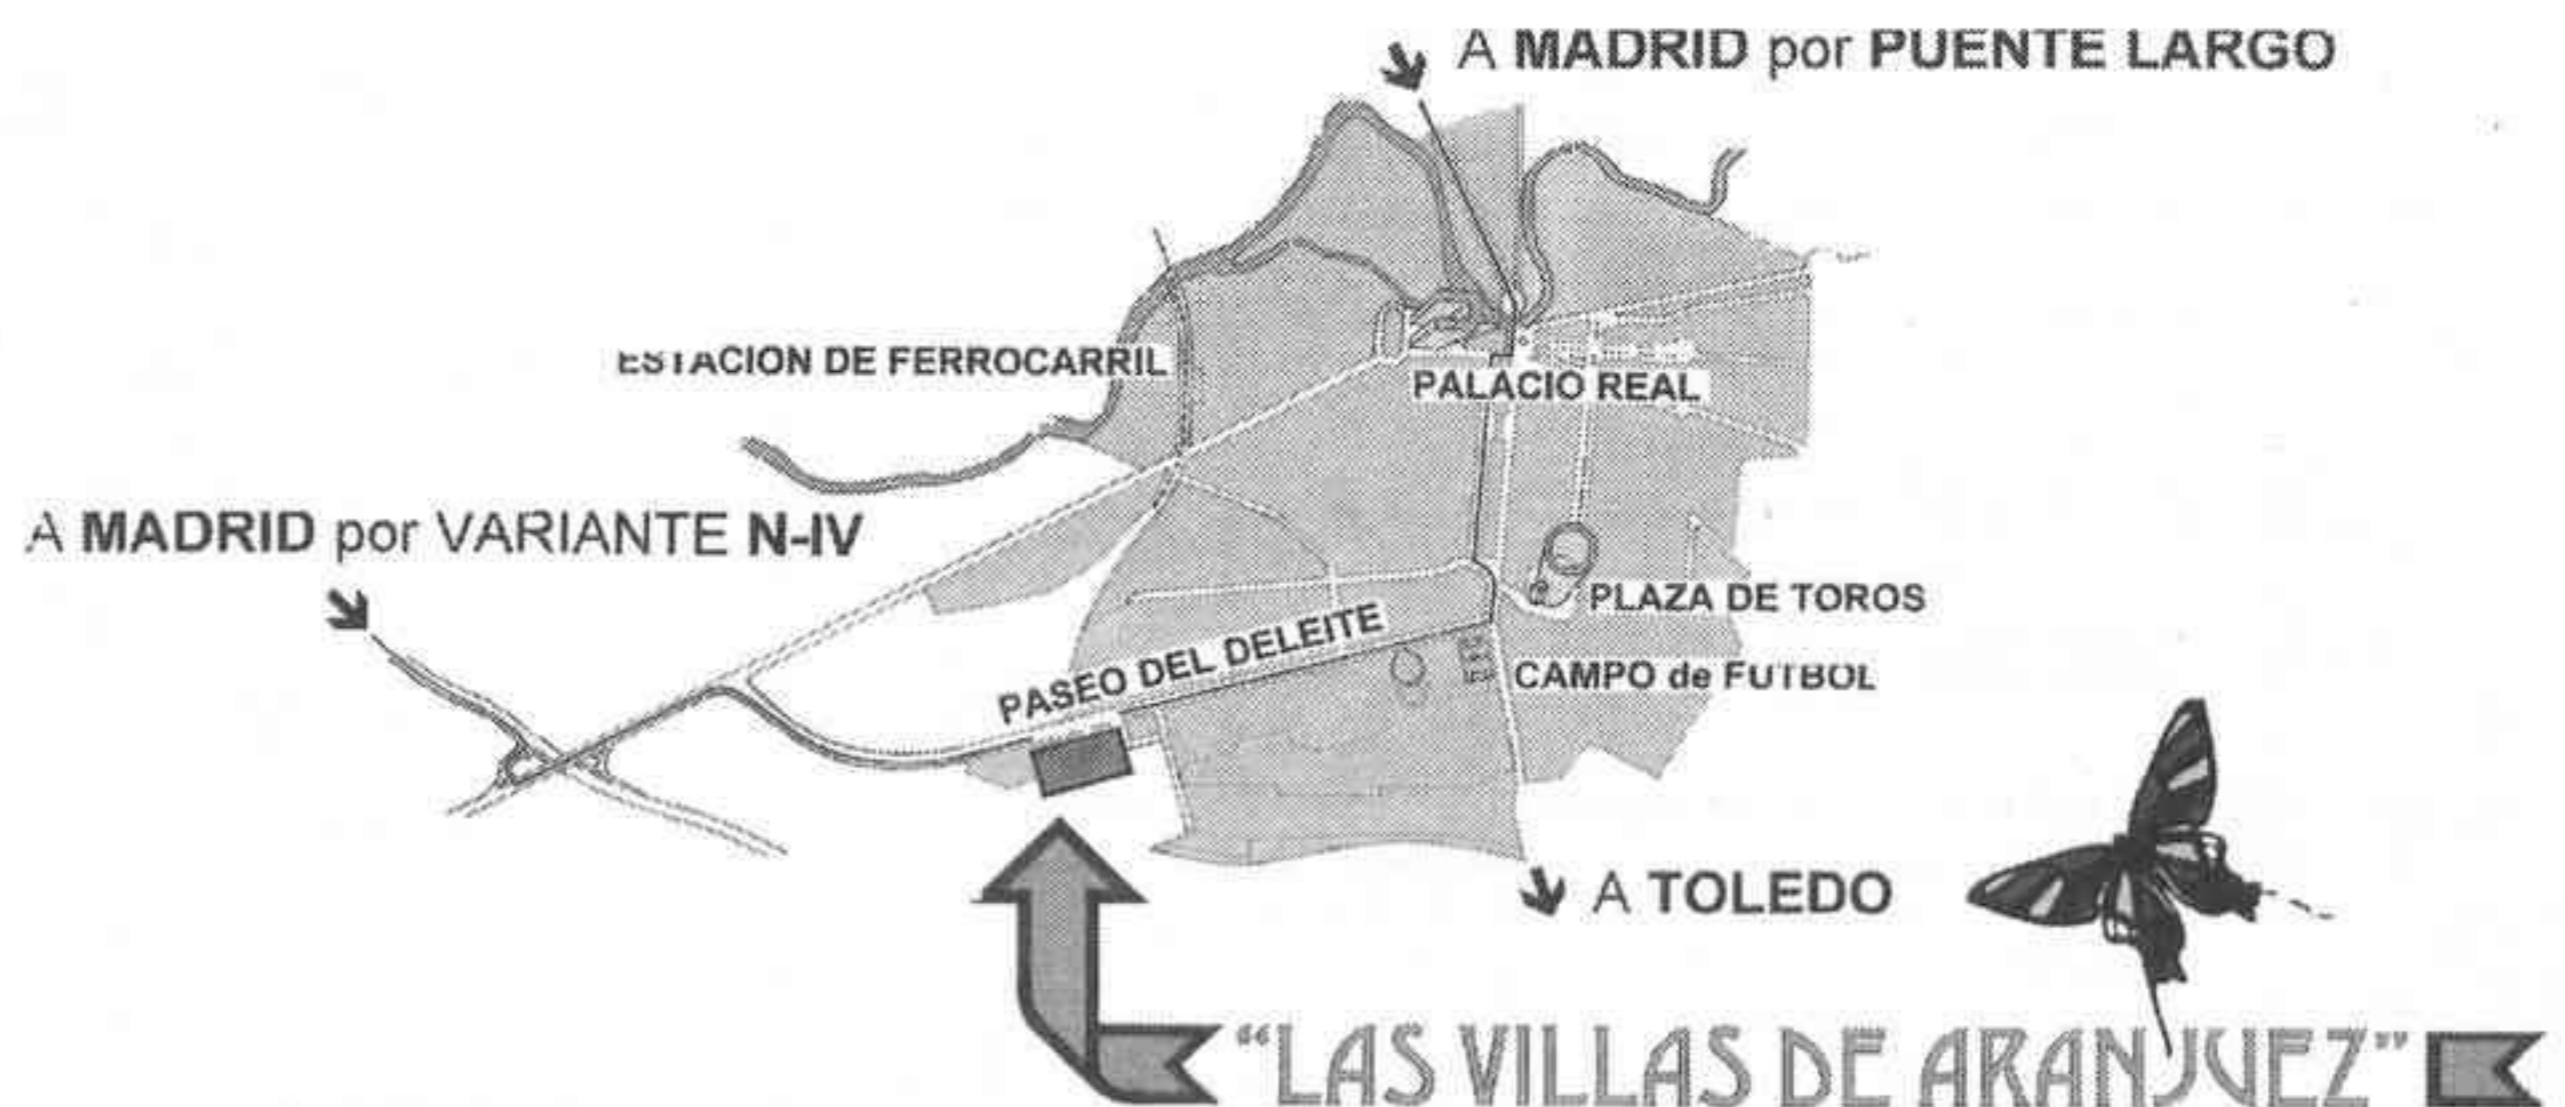 A MADRID por PUENTE LARGO
ESTACION DE FERROCARRIL
PALACIO REAL
A MADRID por VARIANTE N-IV
PLAZA DE TOROS
PASEO DEL DELEITE
CAMPO de FUTBOL
A TOLEDO
“LAS VILLAS DE ARANJUEZ”